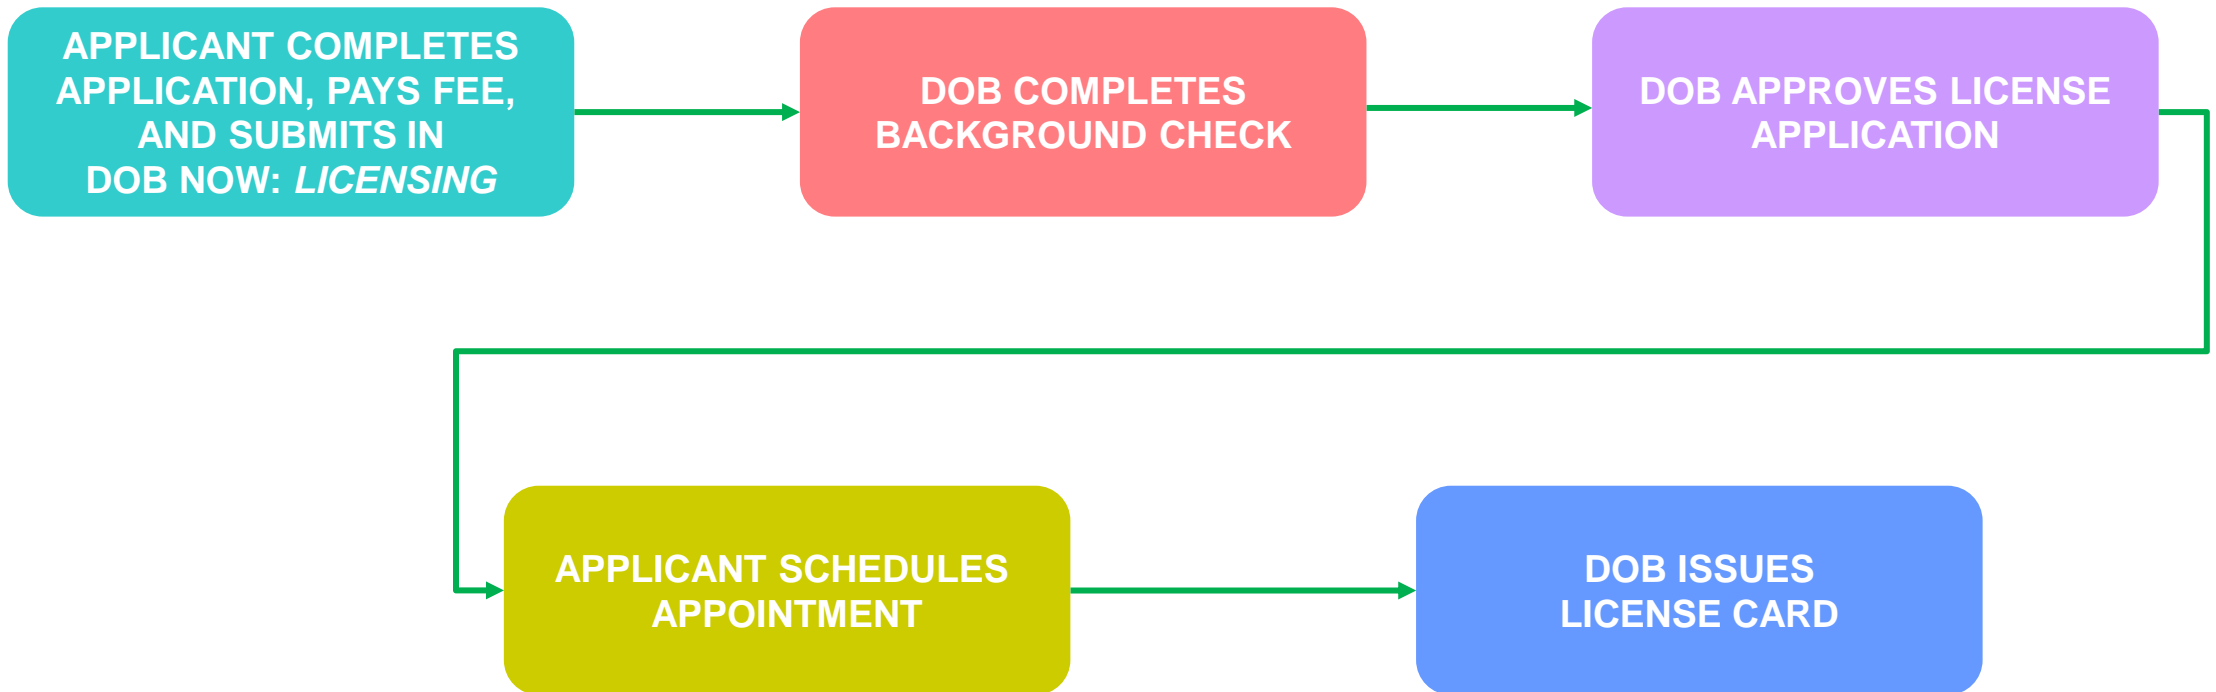 APPLICANT COMPLETES
APPLICATION, PAYS FEE,
AND SUBMITS IN
DOB NOW: LICENSING
DOB COMPLETES
BACKGROUND CHECK
DOB APPROVES LICENSE
APPLICATION
APPLICANT SCHEDULES
APPOINTMENT
DOB ISSUES
LICENSE CARD